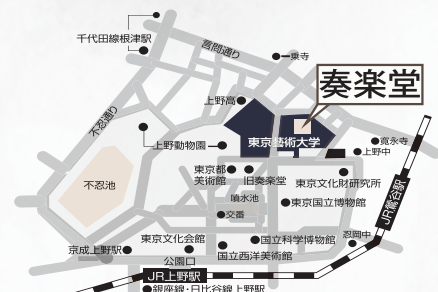 千代田線根津駅
言問通り
一乗寺
奏楽堂
上野高
不忍通り
東京藝術大学
上野動物園
寛永寺
上野中
東京都
美術館
旧奏楽堂
東京文化財研究所
不忍池
噴水池
東京国立博物館
交番
JR鶯谷駅
東京文化会館
国立科学博物館
忍岡中
京成上野駅
公園口
国立西洋美術館
JR上野駅
銀座線・日比谷線上野駅